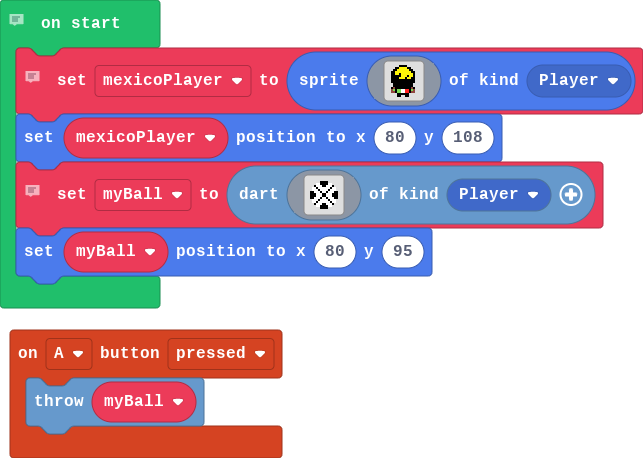 on start
set mexicoPlayer to sprite of kind Player
set mexicoPlayer position to x 80 y 108
set myBall to dart of kind Player
set myBall position to x 80 y 95
on A button pressed
throw myBall